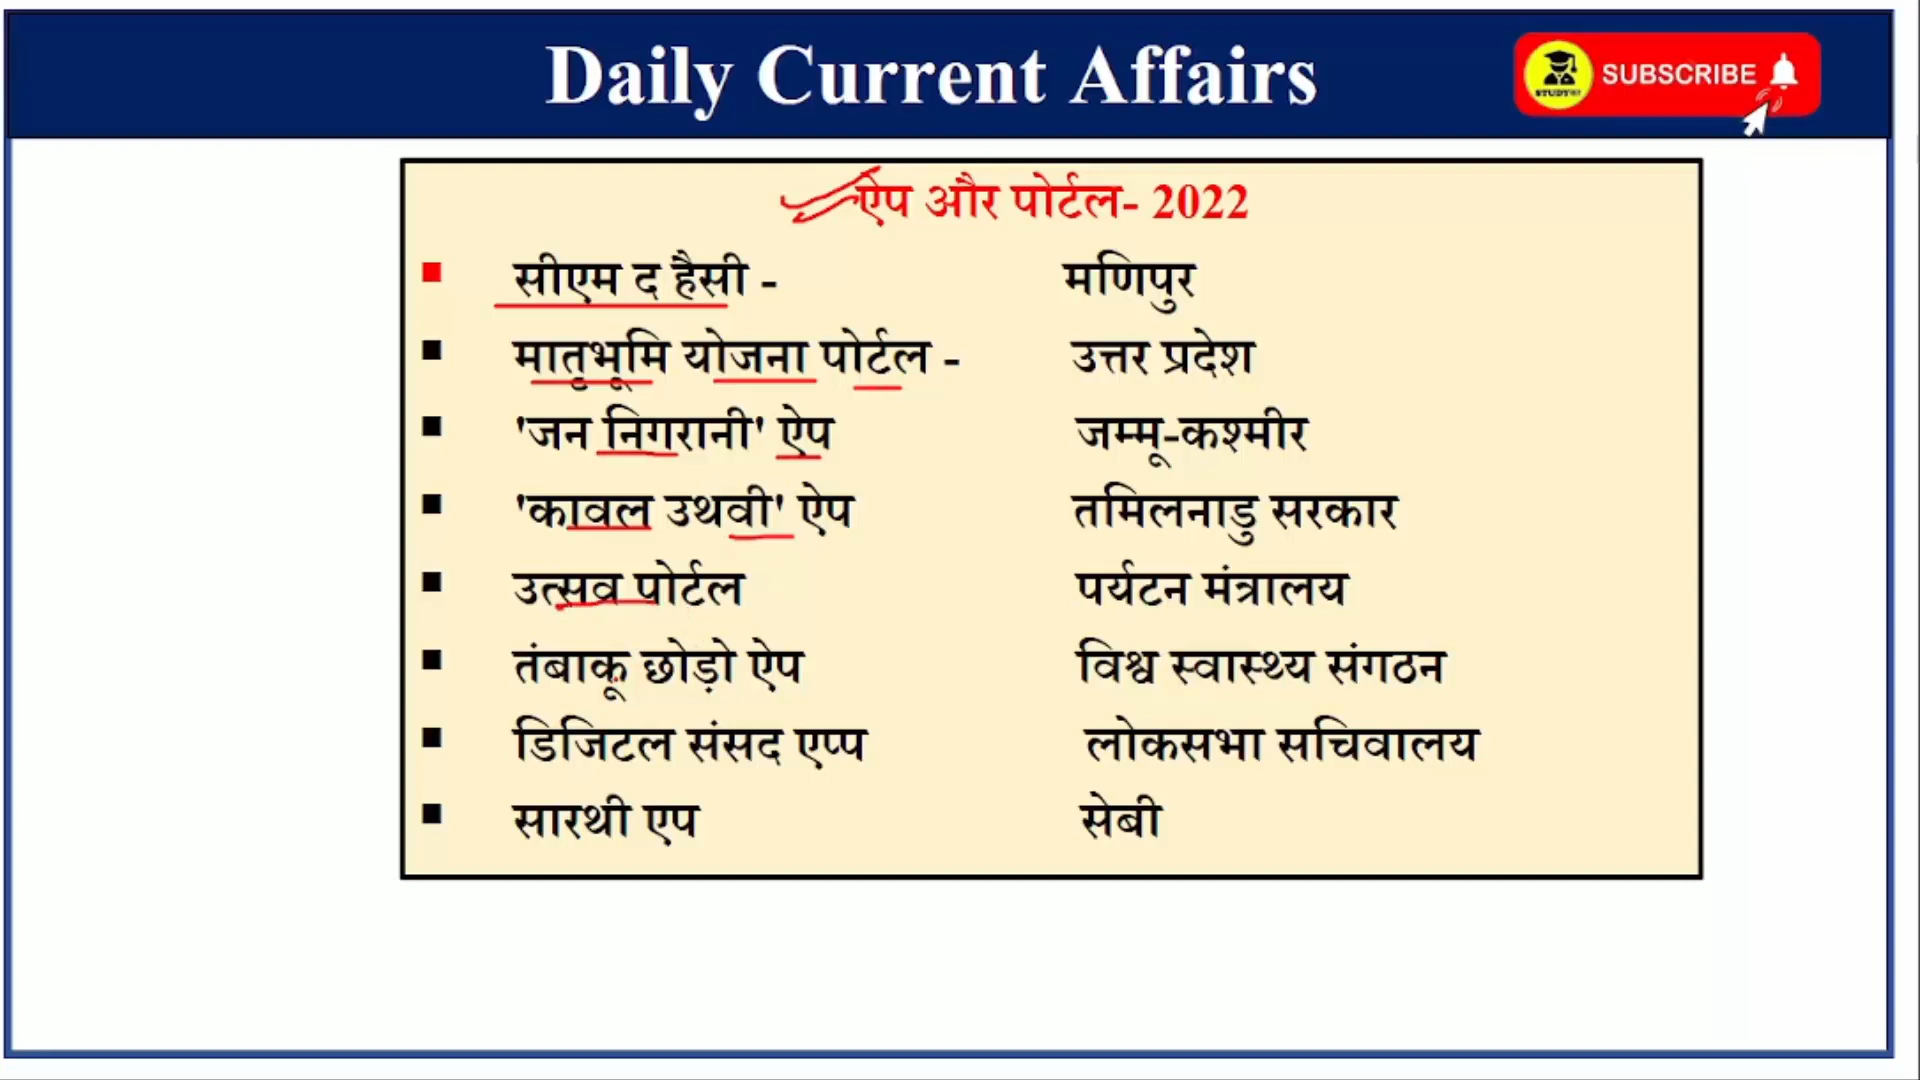 Daily Current Affairs
SUBSCRIBE
ऐप और पोर्टल- 2022
सीएम द हैसी - मणिपुर
मातृभूमि योजना पोर्टल - उत्तर प्रदेश
'जन निगरानी' ऐप जम्मू-कश्मीर
'कावल उथवी' ऐप तमिलनाडु सरकार
उत्सव पोर्टल पर्यटन मंत्रालय
तंबाकू छोड़ो ऐप विश्व स्वास्थ्य संगठन
डिजिटल संसद एप्प लोकसभा सचिवालय
सारथी एप सेबी